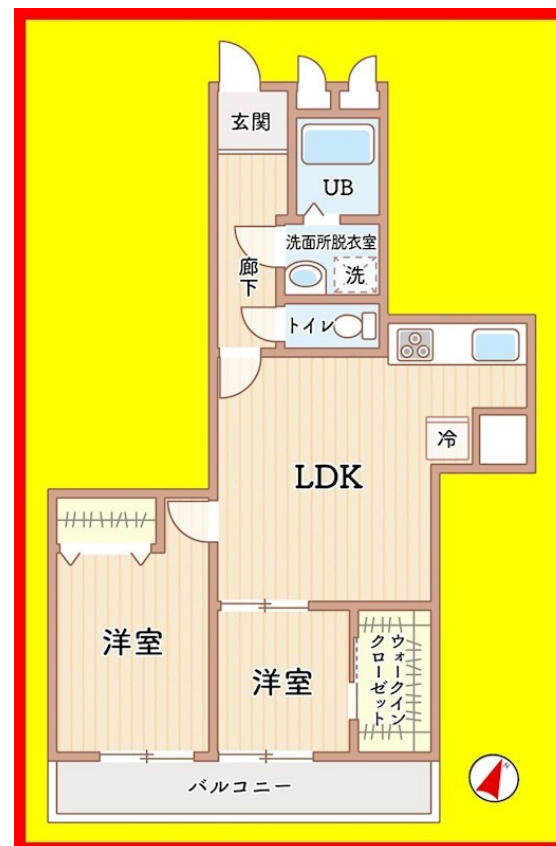 玄関
UB
洗面所脱衣室
洗
廊下
トイレ
冷
LDK
洋室
洋室
ウォークイン
クローゼット
バルコニー
N